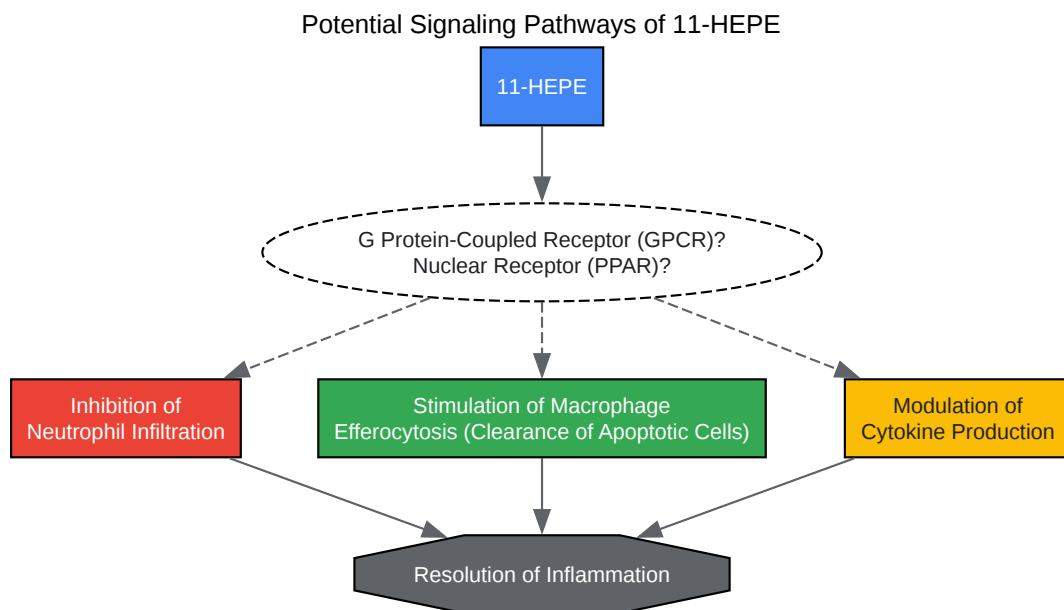 Potential Signaling Pathways of 11-HEPE
11-HEPE
G Protein-Coupled Receptor (GPCR)?
Nuclear Receptor (PPAR)?
Inhibition of
Neutrophil Infiltration
Stimulation of Macrophage
Efferocytosis (Clearance of Apoptotic Cells)
Modulation of
Cytokine Production
Resolution of Inflammation